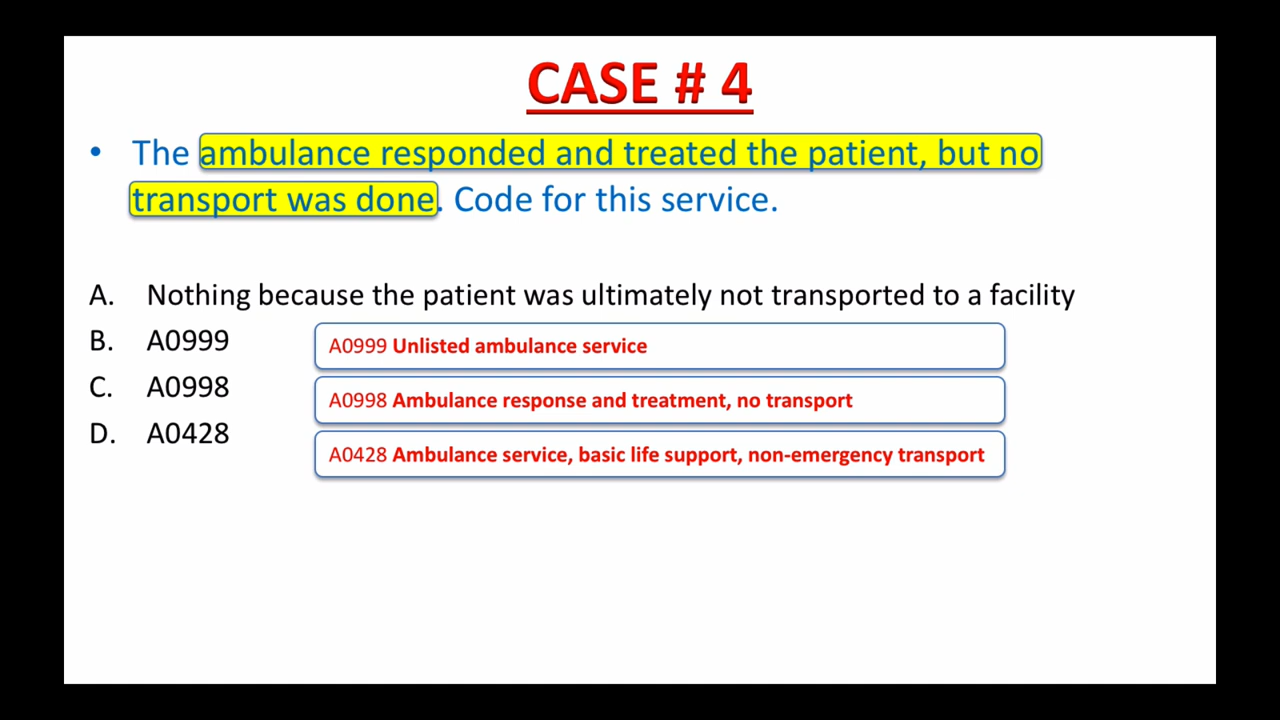 CASE # 4
• The ambulance responded and treated the patient, but no
transport was done. Code for this service.
A. Nothing because the patient was ultimately not transported to a facility
B. A0999
A0999 Unlisted ambulance service
C. A0998
A0998 Ambulance response and treatment, no transport
D. A0428
A0428 Ambulance service, basic life support, non-emergency transport